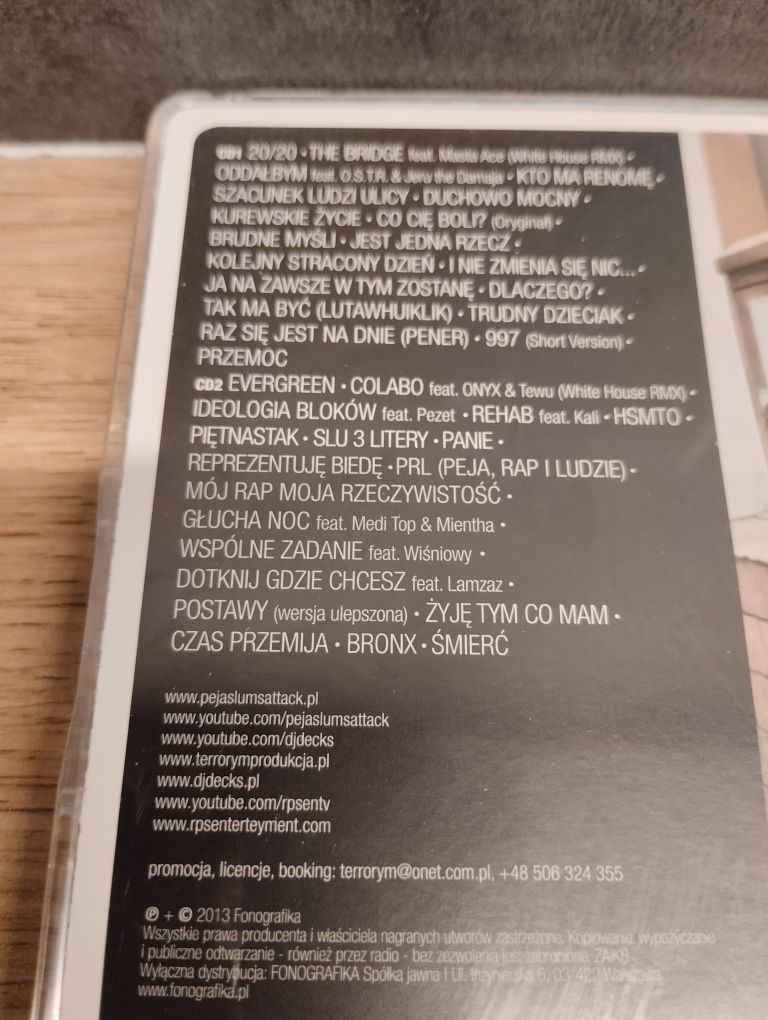 CD1 20/20 • THE BRIDGE feat. Masta Ace (White House RMX) •
ODDAŁBYM feat. O.S.T.R. & Jeru the Damaja • KTO MA RENOMĘ •
SZACUNEK LUDZI ULICY • DUCHOWO MOCNY •
KUREWSKIE ŻYCIE • CO CIĘ BOLI? (Oryginał) •
BRUDNE MYŚLI • JEST JEDNA RZECZ •
KOLEJNY STRACONY DZIEŃ • I NIE ZMIENIA SIĘ NIC... •
JA NA ZAWSZE W TYM ZOSTANĘ • DLACZEGO? •
TAK MA BYĆ (LUTAWHUIKLIK) • TRUDNY DZIECIAK •
RAZ SIĘ JEST NA DNIE (PENER) • 997 (Short Version) •
PRZEMOC
CD2 EVERGREEN • COLABO feat. ONYX & Tewu (White House RMX) •
IDEOLOGIA BLOKÓW feat. Pezet • REHAB feat. Kali • HSMTO •
PIĘTNASTAK • SLU 3 LITERY • PANIE •
REPREZENTUJĘ BIEDĘ • PRL (PEJA, RAP I LUDZIE) •
MÓJ RAP MOJA RZECZYWISTOŚĆ •
GŁUCHA NOC feat. Medi Top & Mientha •
WSPÓLNE ZADANIE feat. Wiśniowy •
DOTKNIJ GDZIE CHCESZ feat. Lamzaz •
POSTAWY (wersja ulepszona) • ŻYJĘ TYM CO MAM •
CZAS PRZEMIJA • BRONX • ŚMIERĆ
www.pejaslumsattack.pl
www.youtube.com/pejaslumsattack
www.youtube.com/djdecks
www.terrorymprodukcja.pl
www.djdecks.pl
www.youtube.com/rpsentv
www.rpsenterteyment.com
promocja, licencje, booking: terrorym@onet.com.pl, +48 506 324 355
℗ + © 2013 Fonografika
Wszystkie prawa producenta i właściciela nagranych utworów zastrzeżone. Kopiowanie, wypożyczanie
i publiczne odtwarzanie - również przez radio - bez zezwolenia jest zabronione. ZAiKS.
Wyłączna dystrybucja: FONOGRAFIKA Spółka jawna I Ul. Inżynierska 6, 03-422 Warszawa
www.fonografika.pl